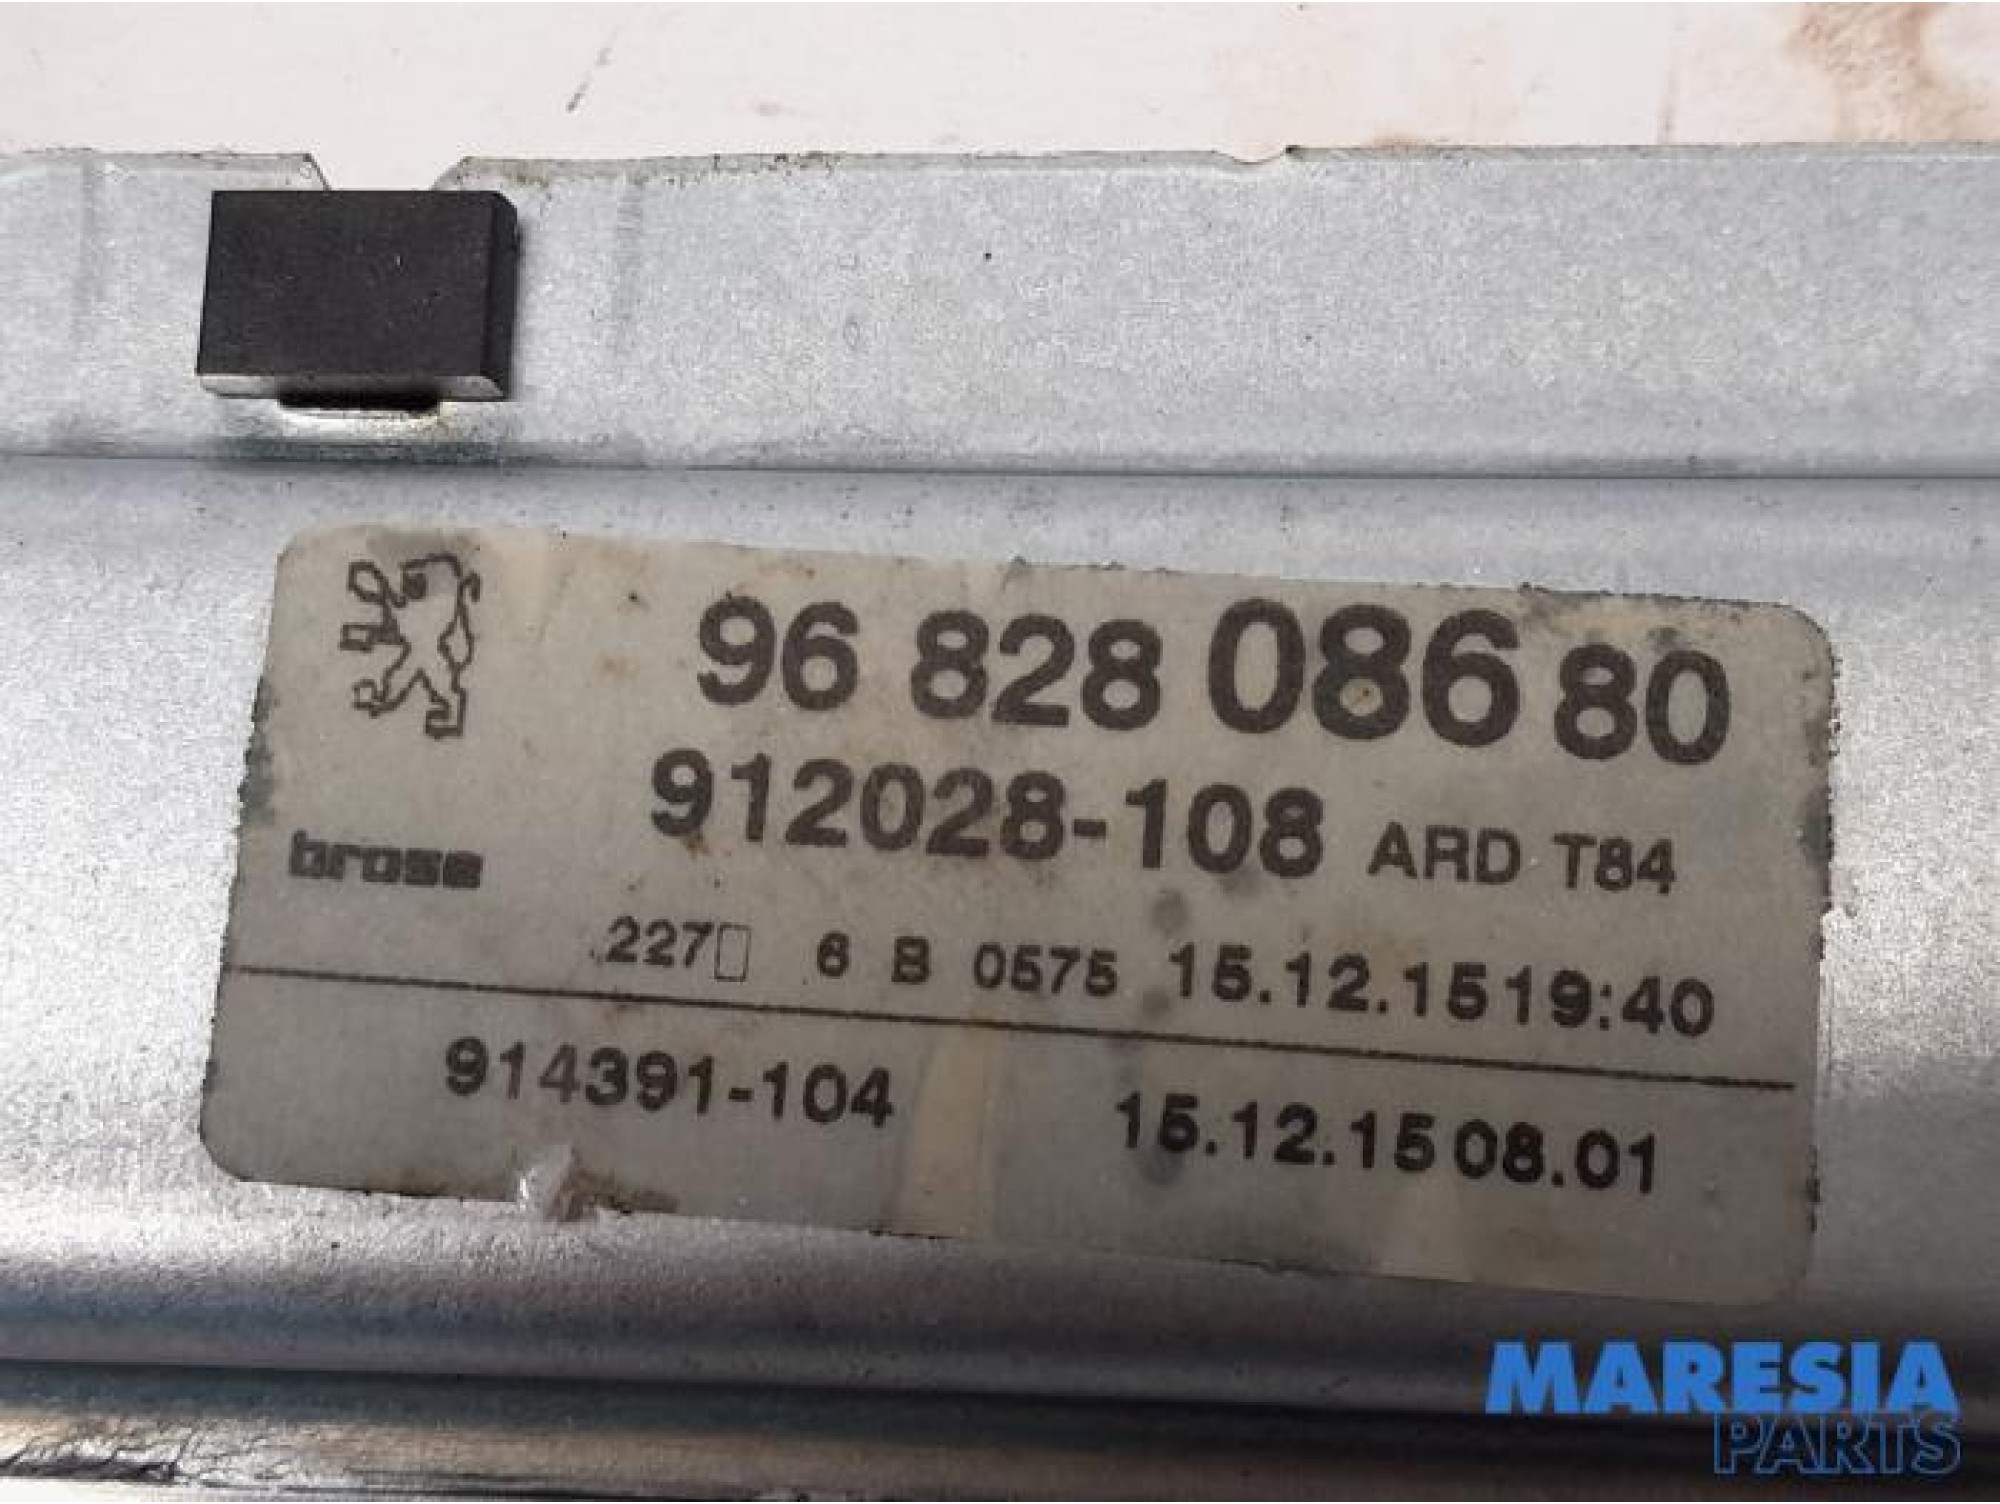 96 828 086 80
912028-108 ARD T84
brose
.227▯ 6 B 0575 15.12.15 19:40
914391-104 15.12.15 08.01
MARESIA
PARTS